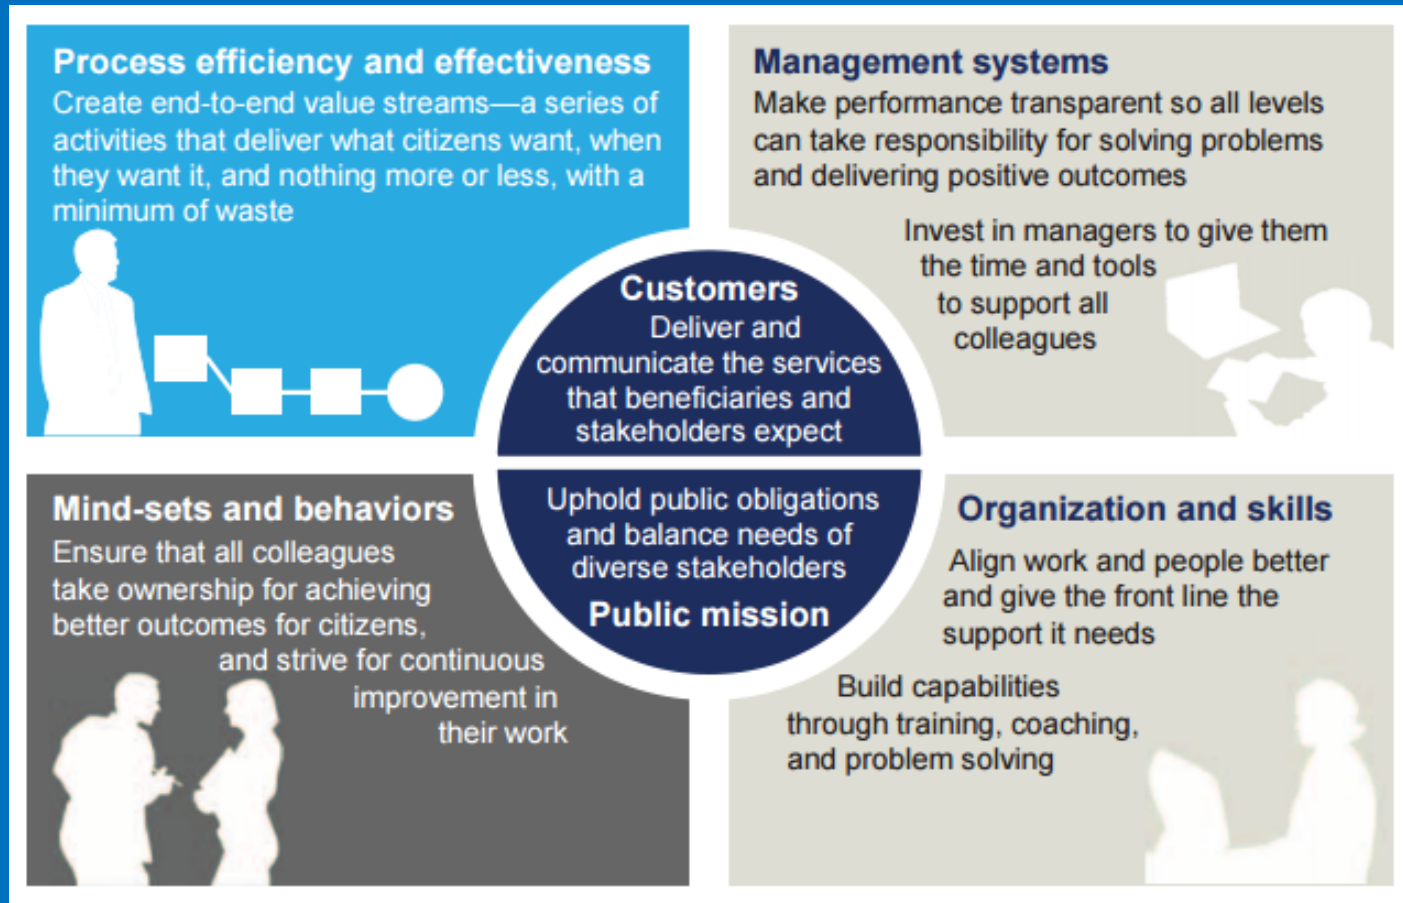 Process efficiency and effectiveness
Create end-to-end value streams—a series of
activities that deliver what citizens want, when
they want it, and nothing more or less, with a
minimum of waste
Management systems
Make performance transparent so all levels
can take responsibility for solving problems
and delivering positive outcomes
Invest in managers to give them
the time and tools
to support all
colleagues
Customers
Deliver and
communicate the services
that beneficiaries and
stakeholders expect
Uphold public obligations
and balance needs of
diverse stakeholders
Public mission
Mind-sets and behaviors
Ensure that all colleagues
take ownership for achieving
better outcomes for citizens,
and strive for continuous
improvement in
their work
Organization and skills
Align work and people better
and give the front line the
support it needs
Build capabilities
through training, coaching,
and problem solving